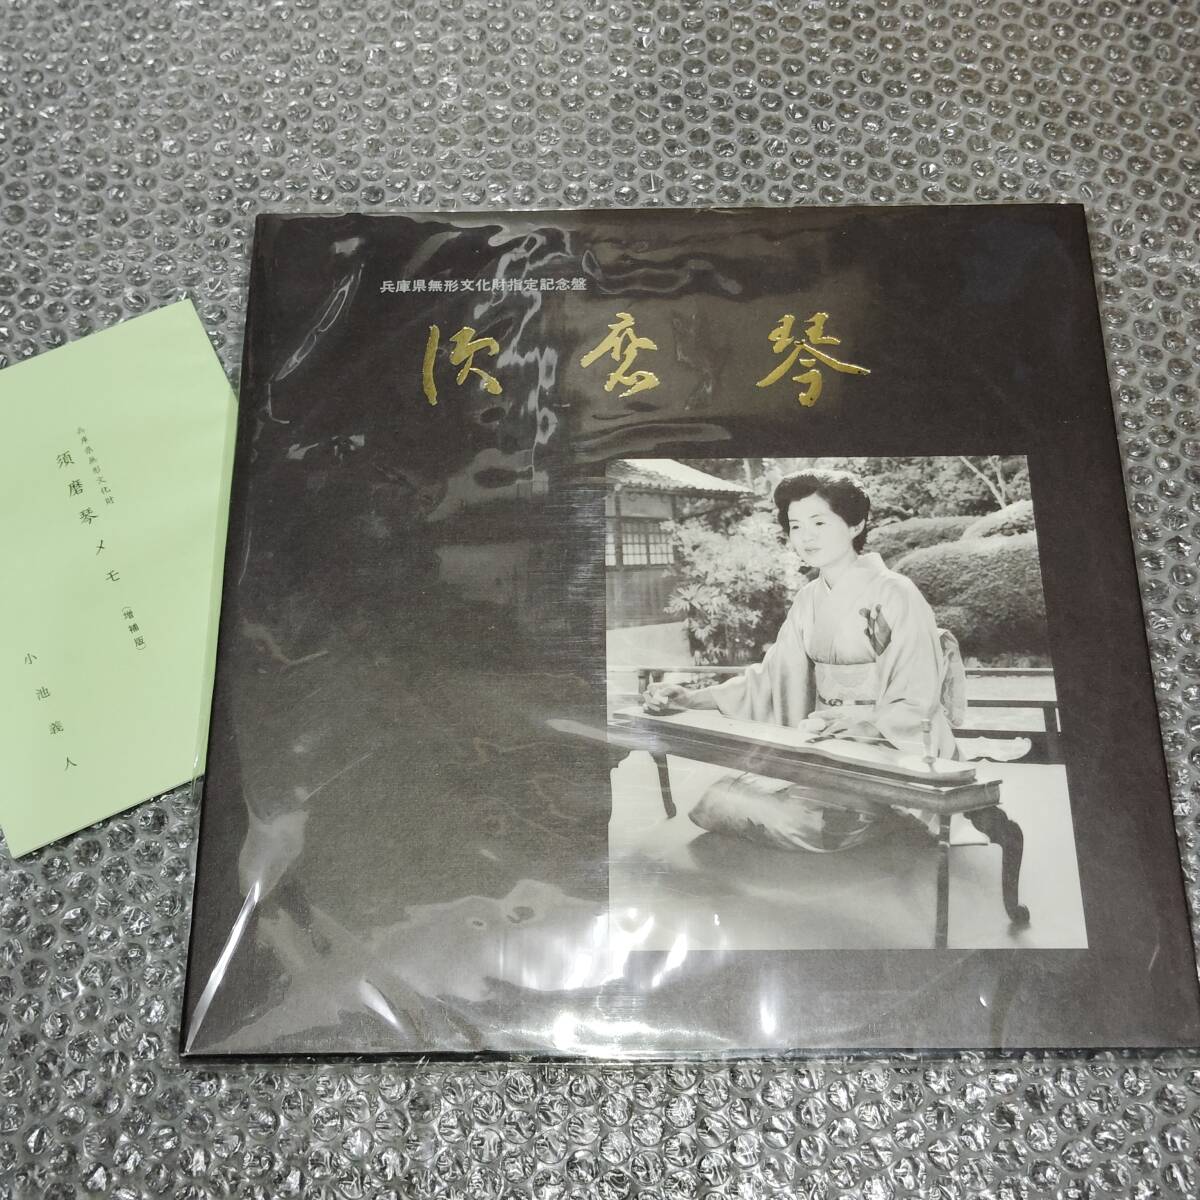 兵庫県無形文化財指定記念盤
須磨琴
兵庫県無形文化財
須磨琴メモ(増補版)
小池義人